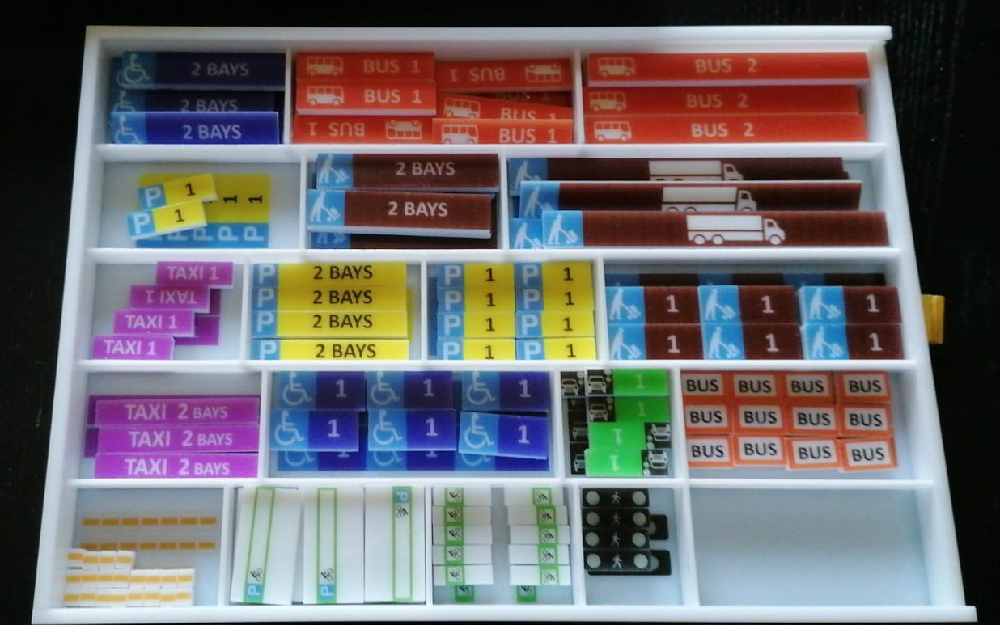 2 BAYS
2 BAYS
2 BAYS
BUS 1
BUS 1
BUS 1
BUS 1
BUS 1
BUS 1
BUS 2
BUS 2
BUS 2
P 1
P 1
1 1
P P P P
2 BAYS
2 BAYS
TAXI 1
TAXI 1
TAXI 1
TAXI 1
P 2 BAYS
P 2 BAYS
P 2 BAYS
P 2 BAYS
P 1 P 1
P 1 P 1
P 1 P 1
P 1 P 1
1 1 1
1 1 1
TAXI 2 BAYS
TAXI 2 BAYS
TAXI 2 BAYS
1 1 1
1 1 1
1
1
1
1
BUS BUS BUS BUS
BUS BUS BUS BUS
BUS BUS BUS BUS
P P P